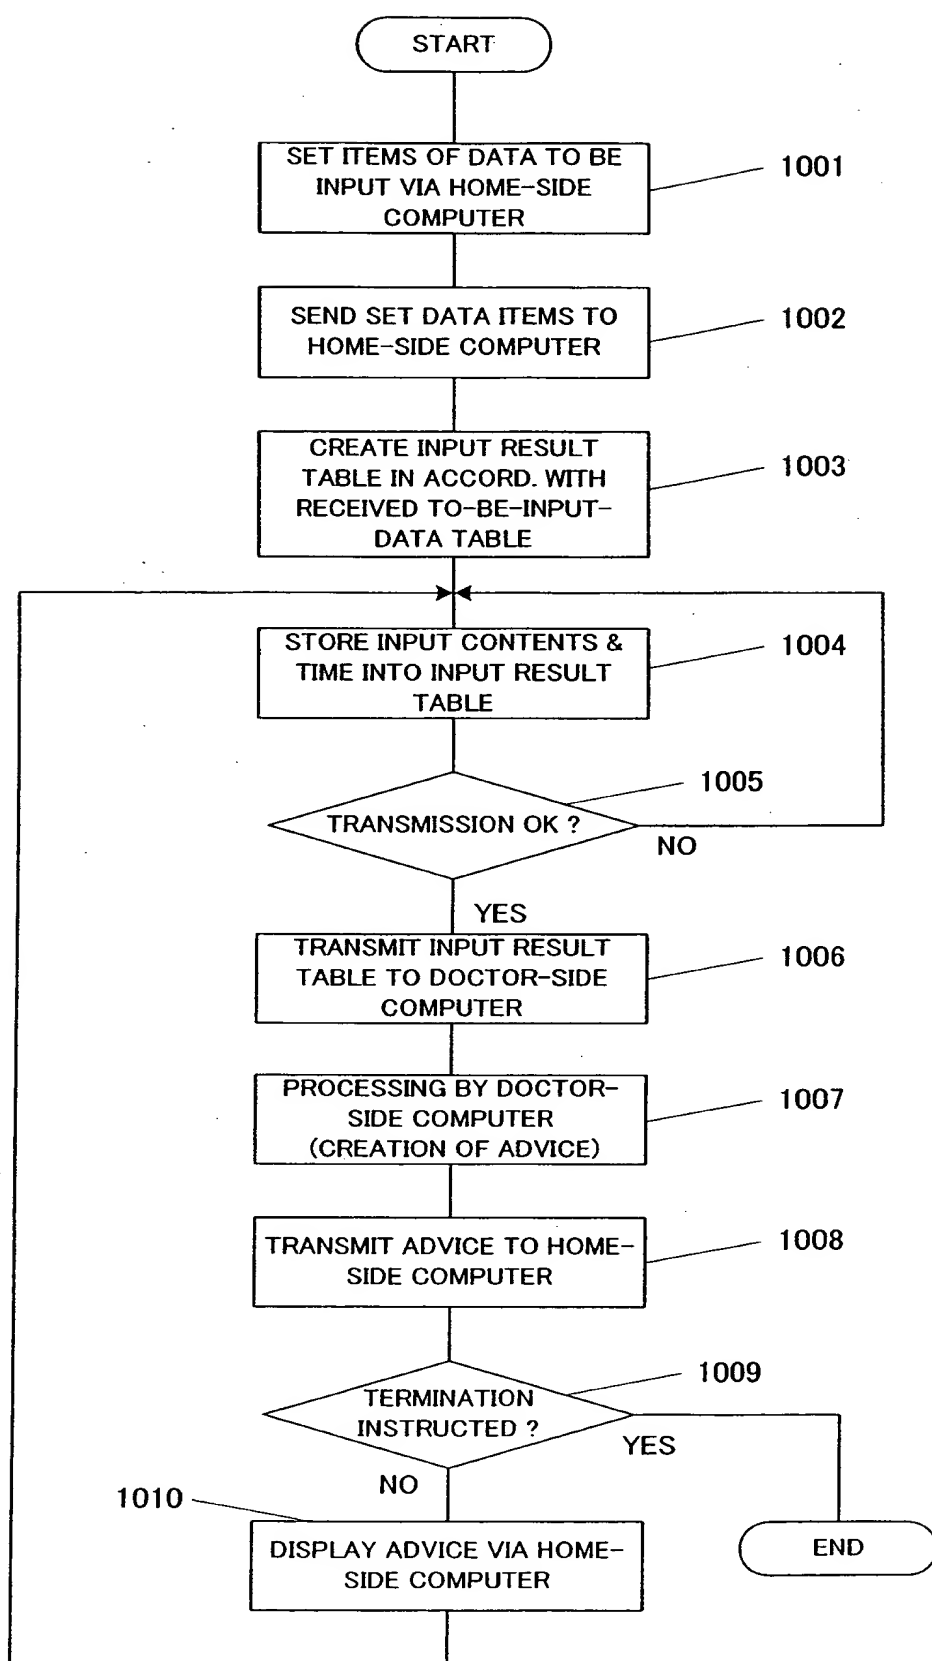 START
SET ITEMS OF DATA TO BE
INPUT VIA HOME-SIDE
COMPUTER
1001
SEND SET DATA ITEMS TO
HOME-SIDE COMPUTER
1002
CREATE INPUT RESULT
TABLE IN ACCORD. WITH
RECEIVED TO-BE-INPUT-
DATA TABLE
1003
STORE INPUT CONTENTS &
TIME INTO INPUT RESULT
TABLE
1004
TRANSMISSION OK ?
1005
NO
YES
TRANSMIT INPUT RESULT
TABLE TO DOCTOR-SIDE
COMPUTER
1006
PROCESSING BY DOCTOR-
SIDE COMPUTER
(CREATION OF ADVICE)
1007
TRANSMIT ADVICE TO HOME-
SIDE COMPUTER
1008
TERMINATION
INSTRUCTED ?
1009
YES
NO
1010
DISPLAY ADVICE VIA HOME-
SIDE COMPUTER
END